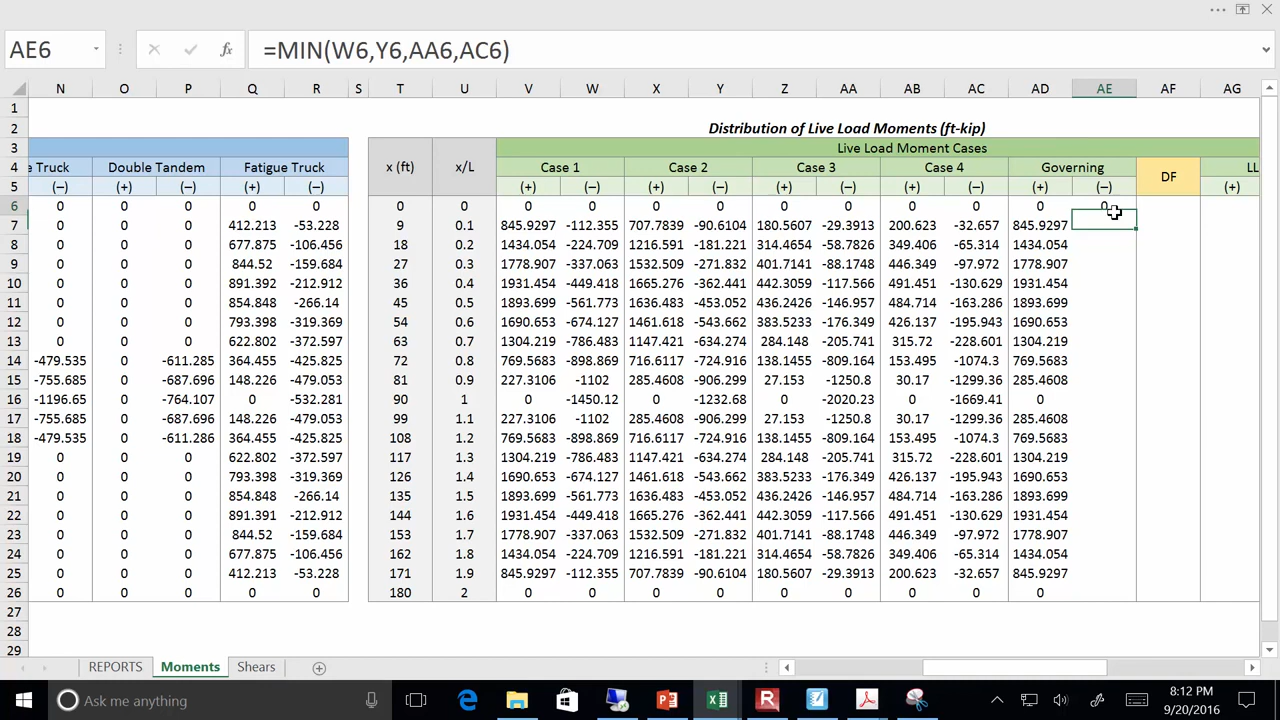 AE6 fx =MIN(W6,Y6,AA6,AC6)
N O P Q R S T U V W X Y Z AA AB AC AD AE AF AG
1
2 Distribution of Live Load Moments (ft-kip)
3 Live Load Moment Cases
4 e Truck Double Tandem Fatigue Truck x (ft) x/L Case 1 Case 2 Case 3 Case 4 Governing DF LL
5 (–) (+) (–) (+) (–) (+) (–) (+) (–) (+) (–) (+) (–) (+) (–) (+)
6 0 0 0 0 0 0 0 0 0 0 0 0 0 0 0 0 0
7 0 0 0 412.213 -53.228 9 0.1 845.9297 -112.355 707.7839 -90.6104 180.5607 -29.3913 200.623 -32.657 845.9297
8 0 0 0 677.875 -106.456 18 0.2 1434.054 -224.709 1216.591 -181.221 314.4654 -58.7826 349.406 -65.314 1434.054
9 0 0 0 844.52 -159.684 27 0.3 1778.907 -337.063 1532.509 -271.832 401.7141 -88.1748 446.349 -97.972 1778.907
10 0 0 0 891.392 -212.912 36 0.4 1931.454 -449.418 1665.276 -362.441 442.3059 -117.566 491.451 -130.629 1931.454
11 0 0 0 854.848 -266.14 45 0.5 1893.699 -561.773 1636.483 -453.052 436.2426 -146.957 484.714 -163.286 1893.699
12 0 0 0 793.398 -319.369 54 0.6 1690.653 -674.127 1461.618 -543.662 383.5233 -176.349 426.137 -195.943 1690.653
13 0 0 0 622.802 -372.597 63 0.7 1304.219 -786.483 1147.421 -634.274 284.148 -205.741 315.72 -228.601 1304.219
14 -479.535 0 -611.285 364.455 -425.825 72 0.8 769.5683 -898.869 716.6117 -724.916 138.1455 -809.164 153.495 -1074.3 769.5683
15 -755.685 0 -687.696 148.226 -479.053 81 0.9 227.3106 -1102 285.4608 -906.299 27.153 -1250.8 30.17 -1299.36 285.4608
16 -1196.65 0 -764.107 0 -532.281 90 1 0 -1450.12 0 -1232.68 0 -2020.23 0 -1669.41 0
17 -755.685 0 -687.696 148.226 -479.053 99 1.1 227.3106 -1102 285.4608 -906.299 27.153 -1250.8 30.17 -1299.36 285.4608
18 -479.535 0 -611.286 364.455 -425.825 108 1.2 769.5683 -898.869 716.6117 -724.916 138.1455 -809.164 153.495 -1074.3 769.5683
19 0 0 0 622.802 -372.597 117 1.3 1304.219 -786.483 1147.421 -634.274 284.148 -205.741 315.72 -228.601 1304.219
20 0 0 0 793.398 -319.369 126 1.4 1690.653 -674.127 1461.618 -543.662 383.5233 -176.349 426.137 -195.943 1690.653
21 0 0 0 854.848 -266.14 135 1.5 1893.699 -561.773 1636.483 -453.052 436.2426 -146.957 484.714 -163.286 1893.699
22 0 0 0 891.391 -212.912 144 1.6 1931.454 -449.418 1665.276 -362.441 442.3059 -117.566 491.451 -130.629 1931.454
23 0 0 0 844.52 -159.684 153 1.7 1778.907 -337.063 1532.509 -271.832 401.7141 -88.1748 446.349 -97.972 1778.907
24 0 0 0 677.875 -106.456 162 1.8 1434.054 -224.709 1216.591 -181.221 314.4654 -58.7826 349.406 -65.314 1434.054
25 0 0 0 412.213 -53.228 171 1.9 845.9297 -112.355 707.7839 -90.6104 180.5607 -29.3913 200.623 -32.657 845.9297
26 0 0 0 0 0 180 2 0 0 0 0 0 0 0 0 0
27
28
29
REPORTS Moments Shears
Ask me anything
8:12 PM
9/20/2016